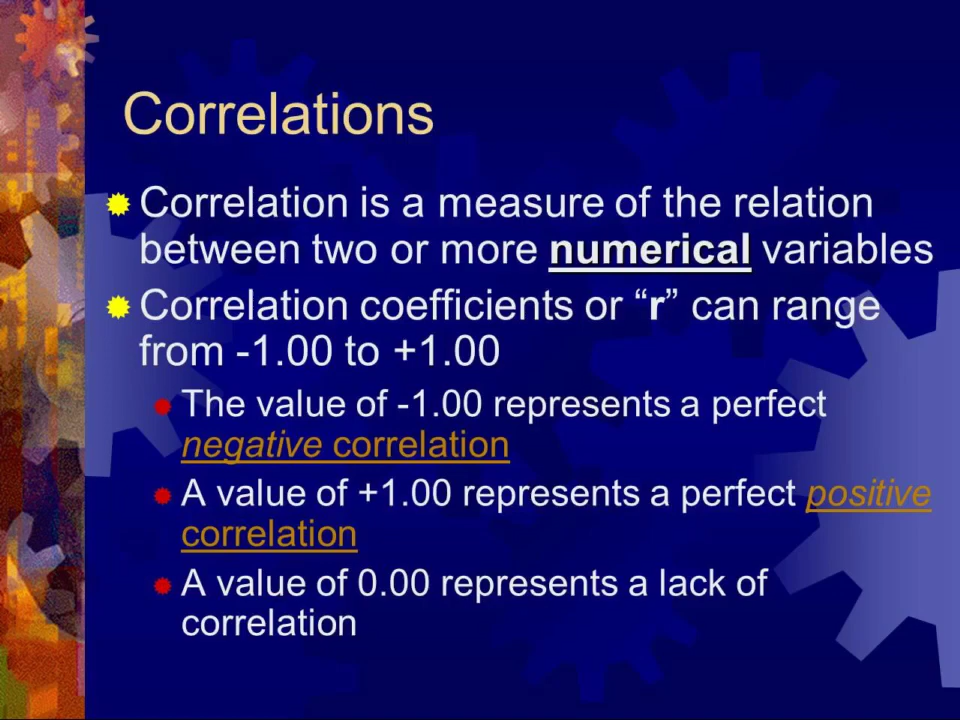 Correlations
Correlation is a measure of the relation
between two or more numerical variables
Correlation coefficients or “r” can range
from -1.00 to +1.00
The value of -1.00 represents a perfect
negative correlation
A value of +1.00 represents a perfect positive
correlation
A value of 0.00 represents a lack of
correlation